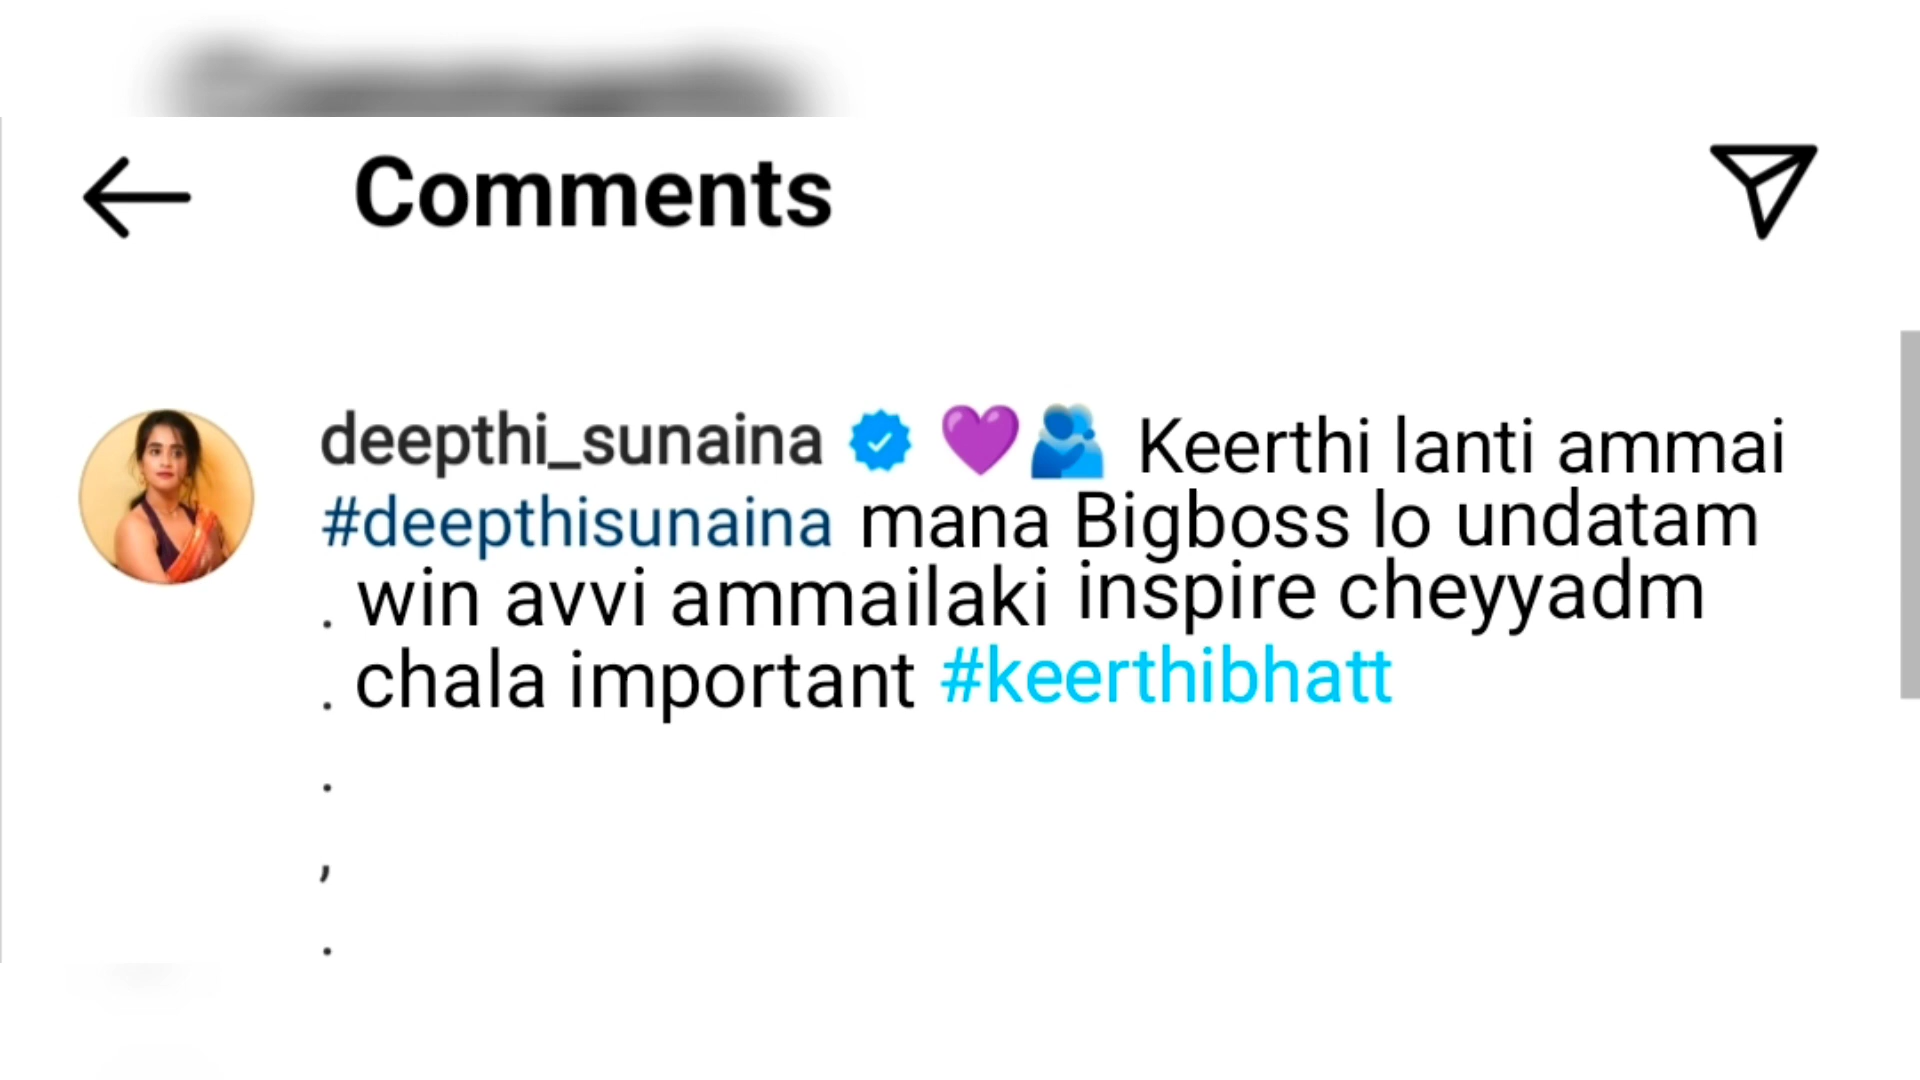 Comments
deepthi_sunaina 💜🫂 Keerthi lanti ammai
#deepthisunaina mana Bigboss lo undatam
. win avvi ammailaki inspire cheyyadm
. chala important #keerthibhatt
.
,
.